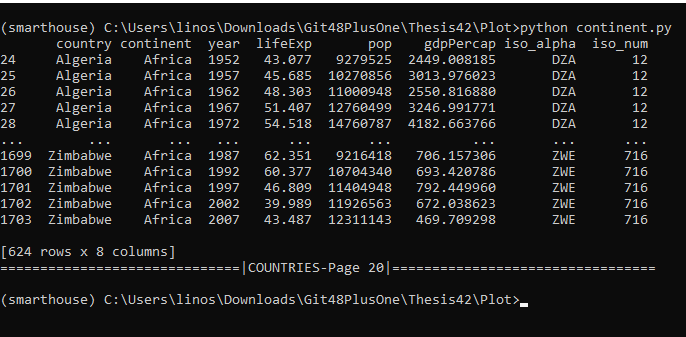 (smarthouse) C:\Users\linos\Downloads\Git48PlusOne\Thesis42\Plot>python continent.py
country continent year lifeExp pop gdpPercap iso_alpha iso_num
24 Algeria Africa 1952 43.077 9279525 2449.008185 DZA 12
25 Algeria Africa 1957 45.685 10270856 3013.976023 DZA 12
26 Algeria Africa 1962 48.303 11000948 2550.816880 DZA 12
27 Algeria Africa 1967 51.407 12760499 3246.991771 DZA 12
28 Algeria Africa 1972 54.518 14760787 4182.663766 DZA 12
... ... ... ... ... ... ... ... ...
1699 Zimbabwe Africa 1987 62.351 9216418 706.157306 ZWE 716
1700 Zimbabwe Africa 1992 60.377 10704340 693.420786 ZWE 716
1701 Zimbabwe Africa 1997 46.809 11404948 792.449960 ZWE 716
1702 Zimbabwe Africa 2002 39.989 11926563 672.038623 ZWE 716
1703 Zimbabwe Africa 2007 43.487 12311143 469.709298 ZWE 716
[624 rows x 8 columns]
==============================|COUNTRIES-Page 20|=================================
(smarthouse) C:\Users\linos\Downloads\Git48PlusOne\Thesis42\Plot>